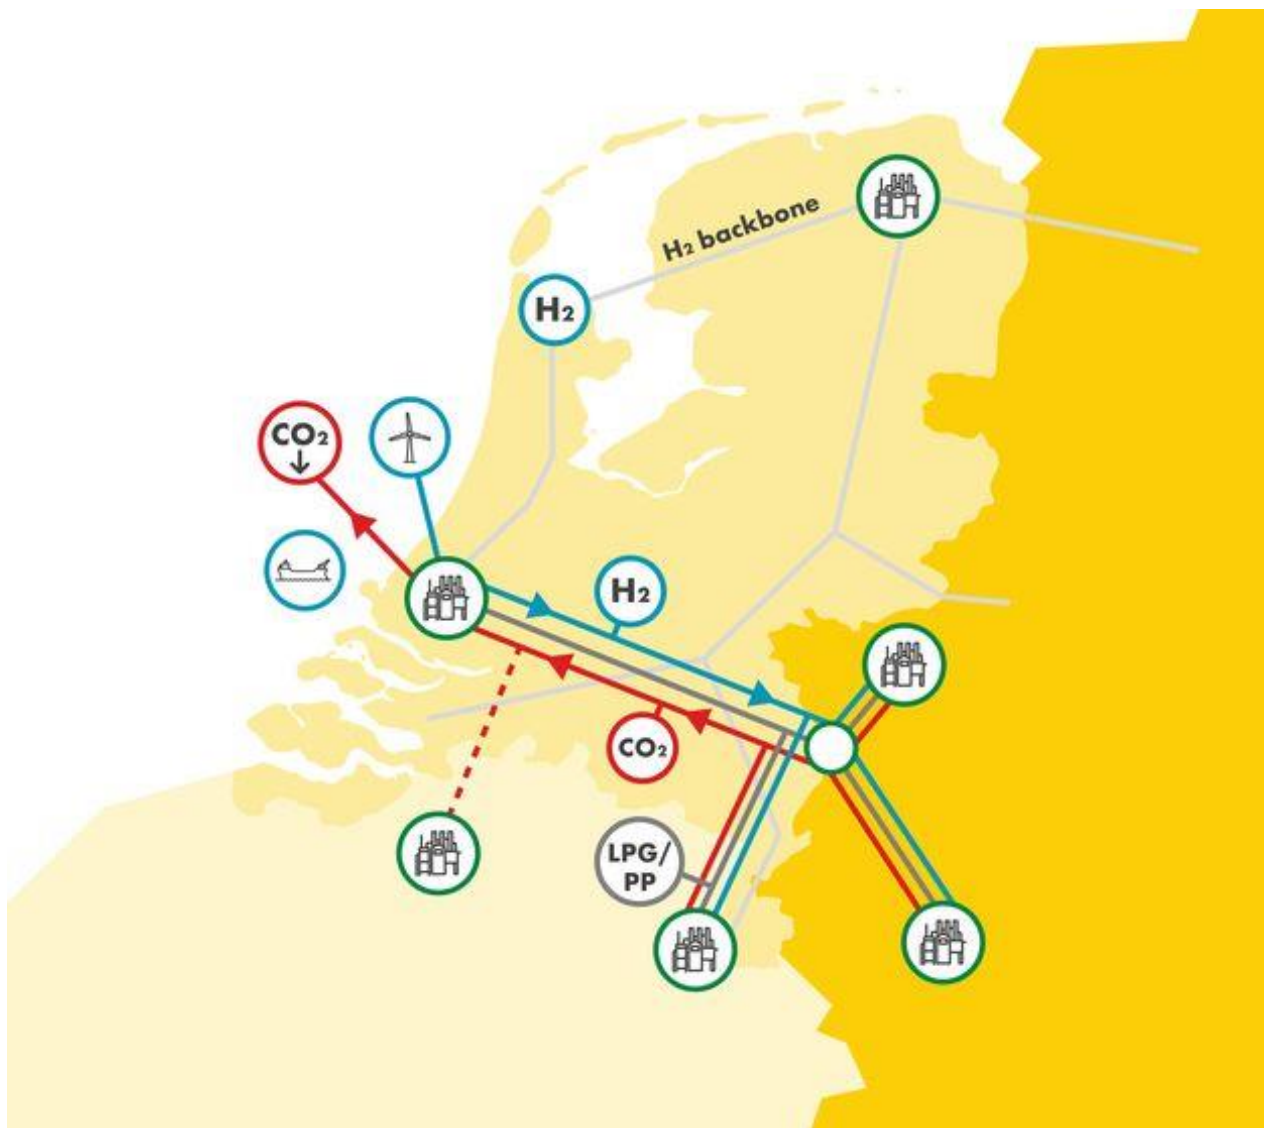 H₂ backbone
H₂
CO₂
↓
H₂
CO₂
LPG/
PP